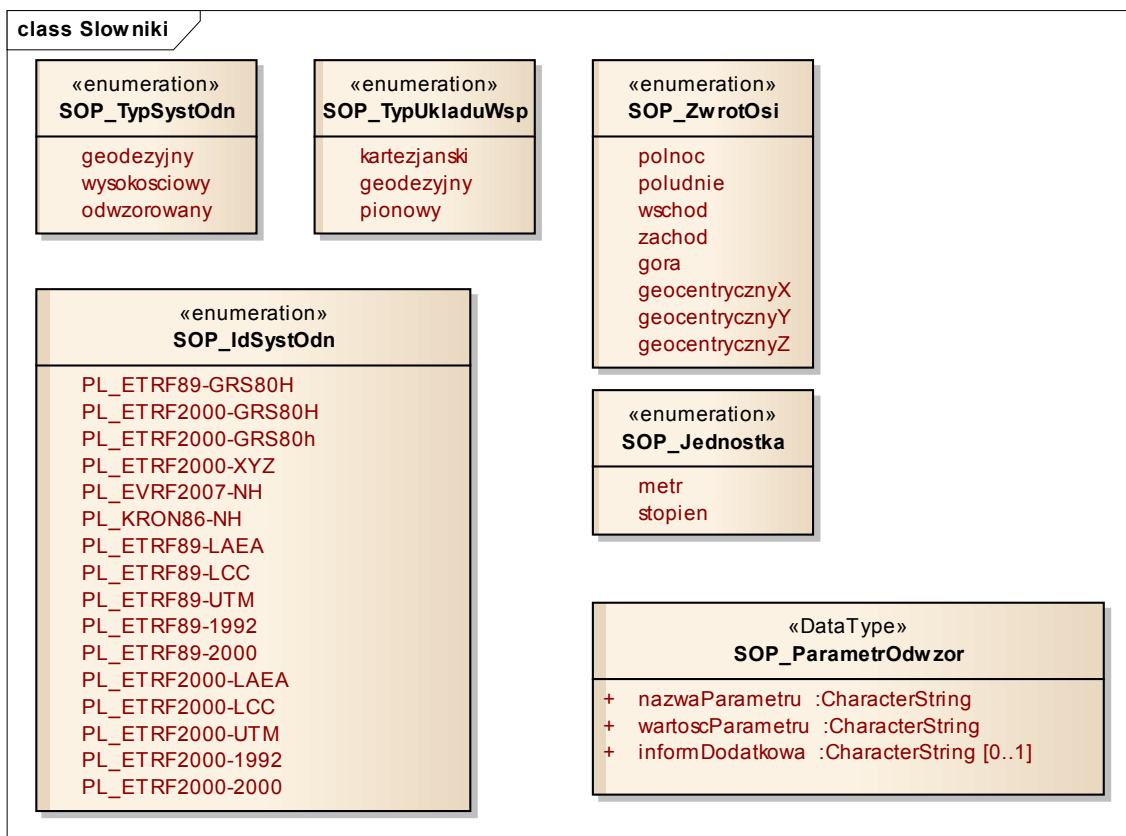 class Slowniki
«enumeration»
SOP_TypSystOdn
geodezyjny
wysokosciowy
odwzorowany
«enumeration»
SOP_TypUkladuWsp
kartezjanski
geodezyjny
pionowy
«enumeration»
SOP_ZwrotOsi
polnoc
poludnie
wschod
zachod
gora
geocentrycznyX
geocentrycznyY
geocentrycznyZ
«enumeration»
SOP_IdSystOdn
PL_ETRF89-GRS80H
PL_ETRF2000-GRS80H
PL_ETRF2000-GRS80h
PL_ETRF2000-XYZ
PL_EVRF2007-NH
PL_KRON86-NH
PL_ETRF89-LAEA
PL_ETRF89-LCC
PL_ETRF89-UTM
PL_ETRF89-1992
PL_ETRF89-2000
PL_ETRF2000-LAEA
PL_ETRF2000-LCC
PL_ETRF2000-UTM
PL_ETRF2000-1992
PL_ETRF2000-2000
«enumeration»
SOP_Jednostka
metr
stopien
«DataType»
SOP_ParametrOdwzor
+ nazwaParametru :CharacterString
+ wartoscParametru :CharacterString
+ informDodatkowa :CharacterString [0..1]